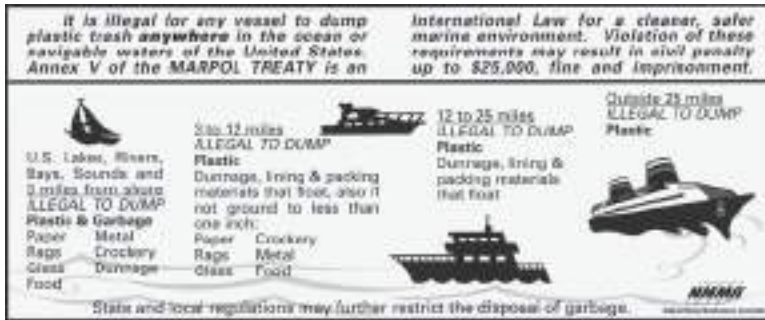 It is illegal for any vessel to dump
plastic trash anywhere in the ocean or
navigable waters of the United States.
Annex V of the MARPOL TREATY is an
International Law for a cleaner, safer
marine environment. Violation of these
requirements may result in civil penalty
up to $25,000, fine and imprisonment.
U.S. Lakes, Rivers,
Bays, Sounds and
3 miles from shore
ILLEGAL TO DUMP
Plastic & Garbage
Paper Metal
Rags Crockery
Glass Dunnage
Food
3 to 12 miles
ILLEGAL TO DUMP
Plastic
Dunnage, lining & packing
materials that float, also if
not ground to less than
one inch:
Paper Crockery
Rags Metal
Glass Food
12 to 25 miles
ILLEGAL TO DUMP
Plastic
Dunnage, lining &
packing materials
that float
Outside 25 miles
ILLEGAL TO DUMP
Plastic
State and local regulations may further restrict the disposal of garbage.
NMMA